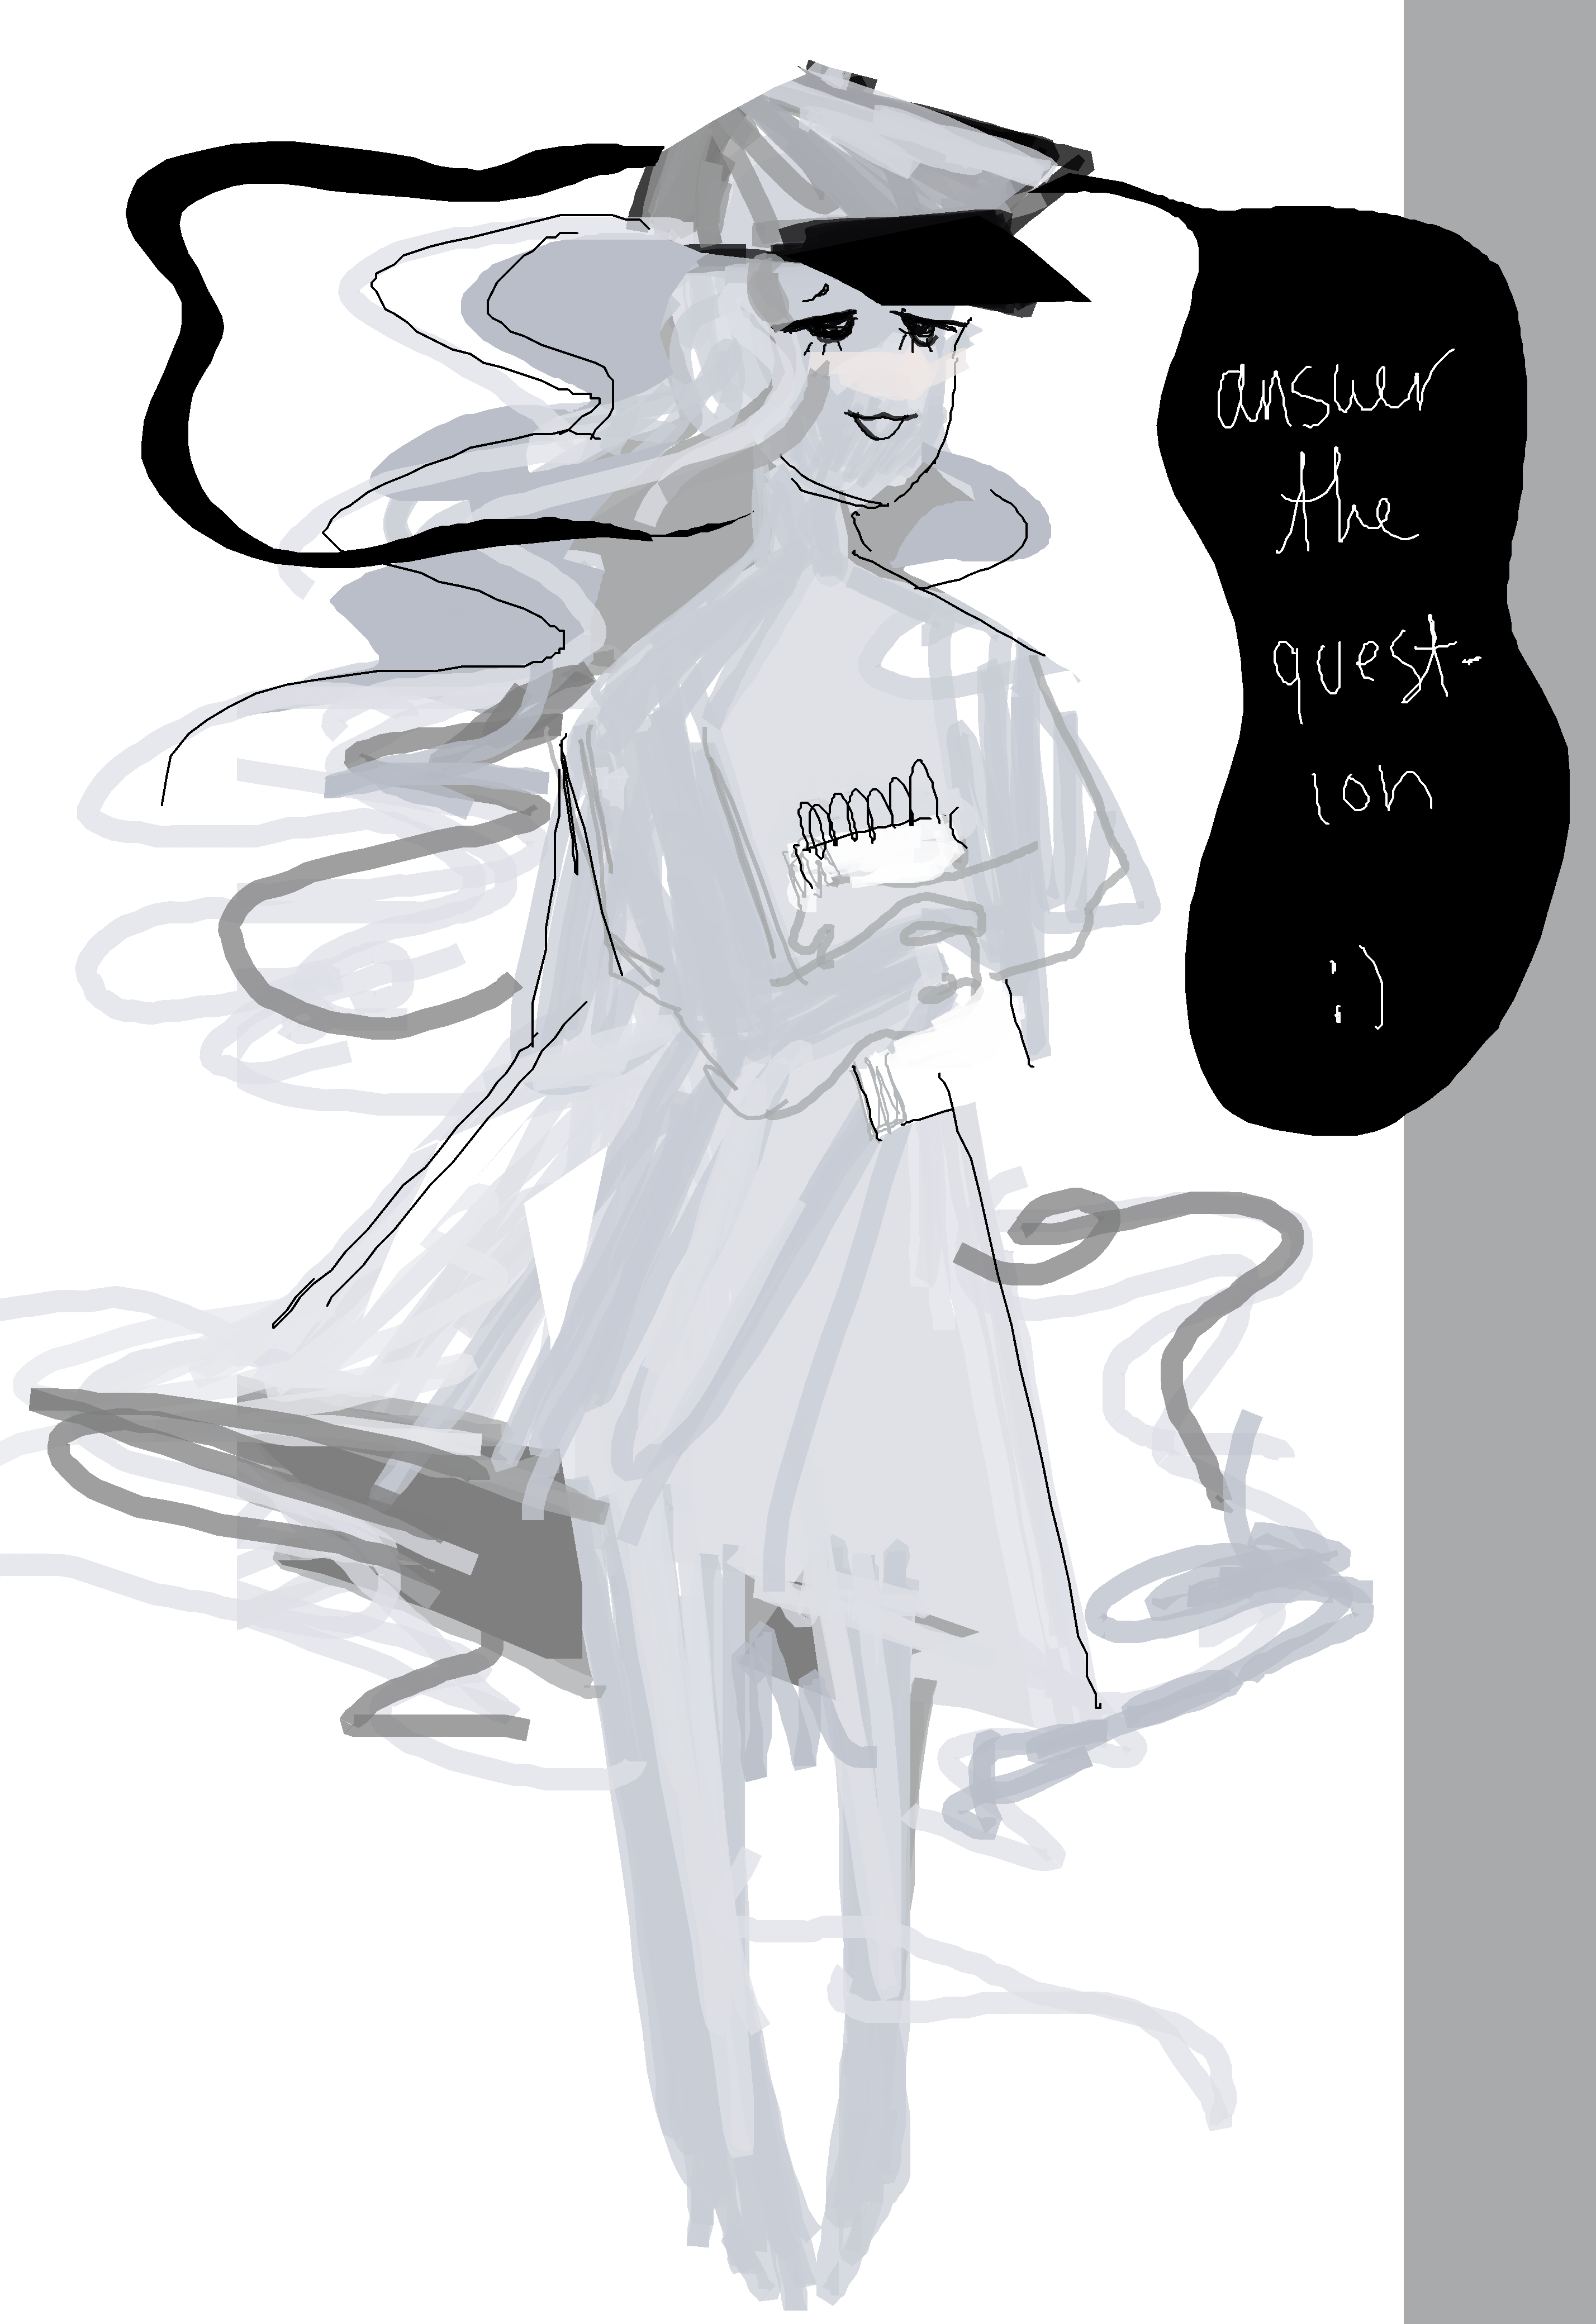 answer
the
quest-
ion
:)